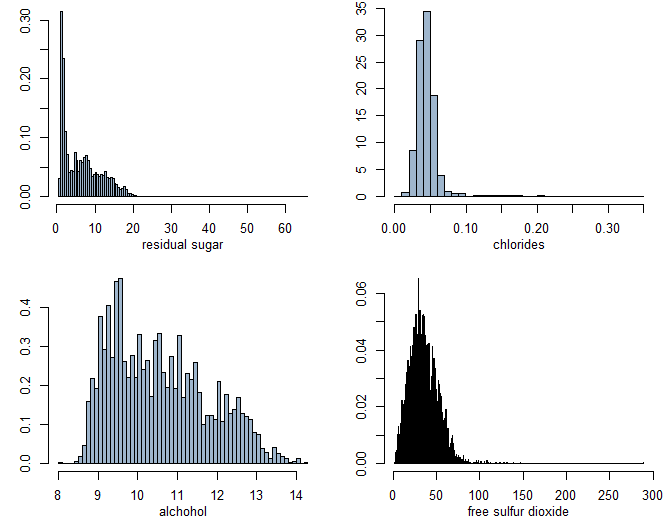 0.00 0.10 0.20 0.30
0 10 20 30 40 50 60
residual sugar
0 5 10 15 20 25 30 35
0.00 0.10 0.20 0.30
chlorides
0.0 0.1 0.2 0.3 0.4
8 9 10 11 12 13 14
alchohol
0.00 0.02 0.04 0.06
0 50 100 150 200 250 300
free sulfur dioxide